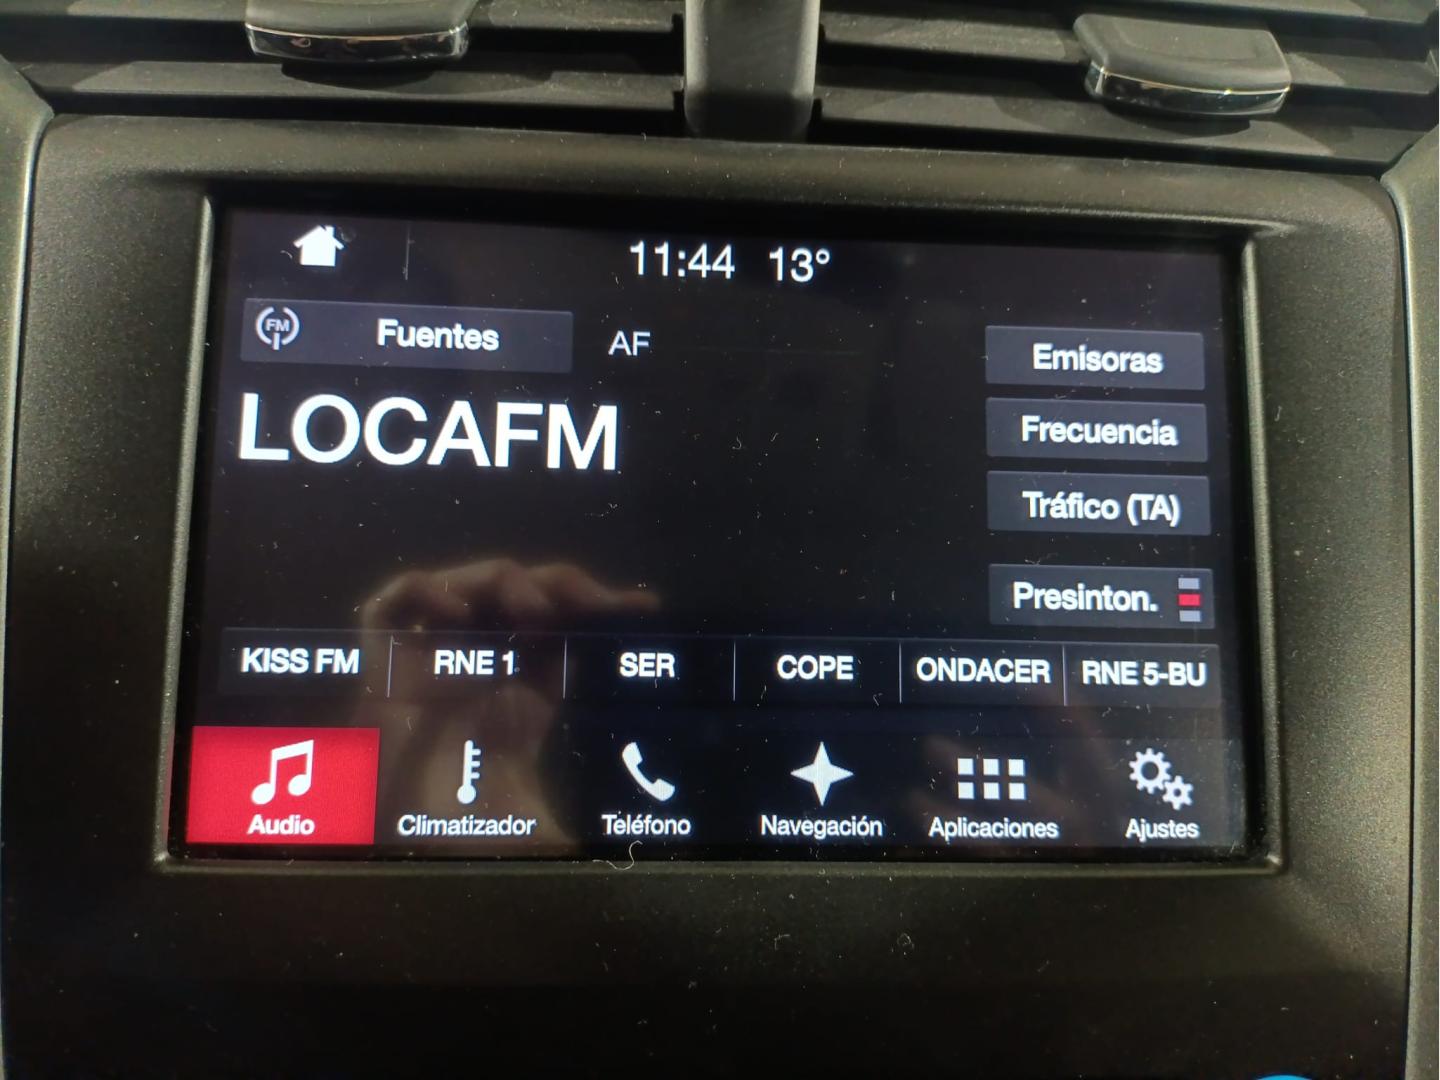 11:44 13°
FM Fuentes AF
Emisoras
LOCAFM
Frecuencia
Tráfico (TA)
Presinton.
KISS FM RNE 1 SER COPE ONDACER RNE 5-BU
Audio Climatizador Teléfono Navegación Aplicaciones Ajustes